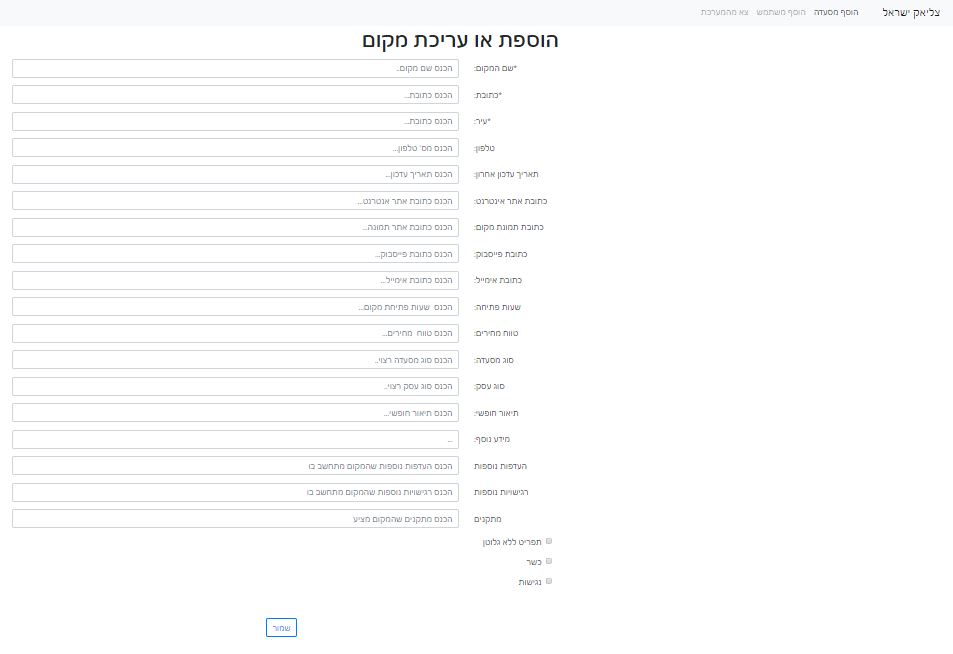 צליאק ישראל הוסף מסעדה הוסף משתמש צא מהמערכת
הוספת או עריכת מקום
*שם המקום: הכנס שם מקום..
*כתובת: הכנס כתובת...
*עיר: הכנס כתובת...
טלפון: הכנס מס' טלפון...
תאריך עדכון אחרון: הכנס תאריך עדכון...
כתובת אתר אינטרנט: הכנס כתובת אתר אנטרנט...
כתובת תמונת מקום: הכנס כתובת אתר תמונה...
כתובת פייסבוק: הכנס כתובת פייסבוק...
כתובת אימייל: הכנס כתובת אימייל...
שעות פתיחה: הכנס שעות פתיחת מקום...
טווח מחירים: הכנס טווח מחירים...
סוג מסעדה: הכנס סוג מסעדה רצוי..
סוג עסק: הכנס סוג עסק רצוי..
תיאור חופשי: הכנס תיאור חופשי...
מידע נוסף: ...
העדפות נוספות הכנס העדפות נוספות שהמקום מתחשב בו
רגישויות נוספות הכנס רגישויות נוספות שהמקום מתחשב בו
מתקנים הכנס מתקנים שהמקום מציע
תפריט ללא גלוטן
כשר
נגישות
שמור